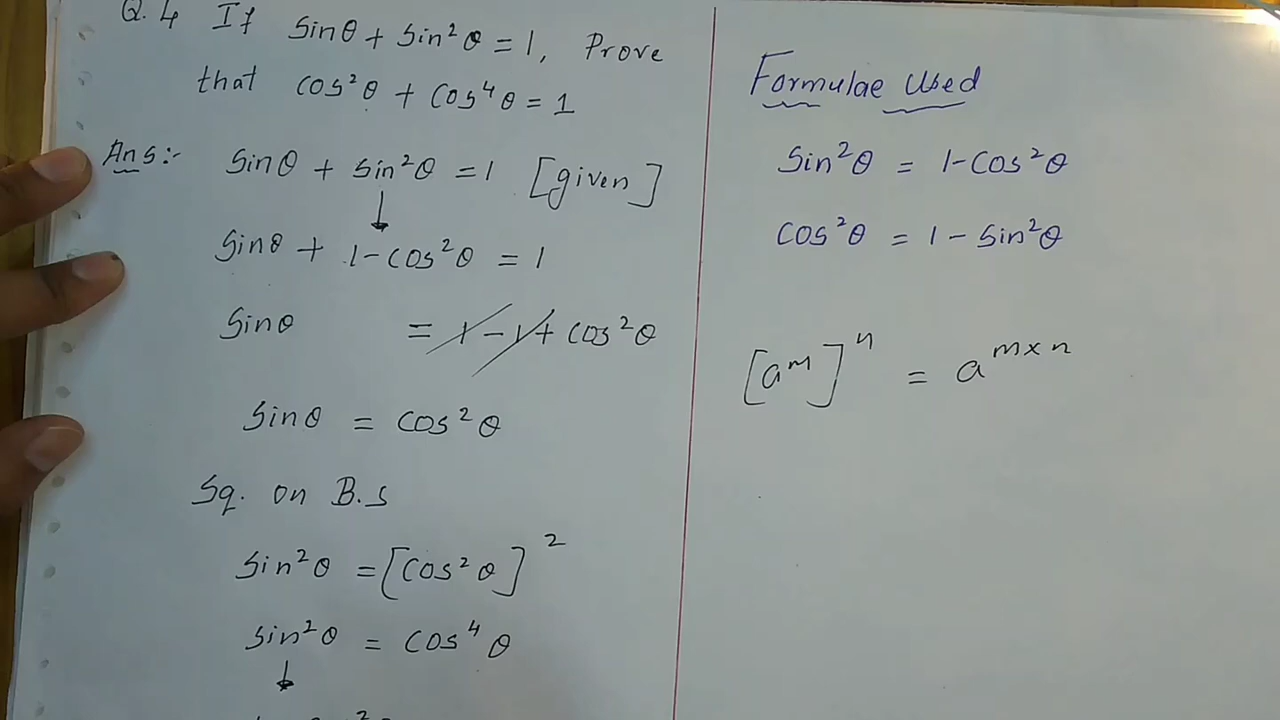 Q.4 If Sinθ + Sin²θ = 1, Prove
that cos²θ + Cos⁴θ = 1
Ans:- Sinθ + sin²θ = 1 [given]
Sinθ + 1-cos²θ = 1
Sinθ = 1 - 1 + cos²θ
Sinθ = cos²θ
Sq. on B.S
Sin²θ = [cos²θ]²
Sin²θ = cos⁴θ
Formulae Used
Sin²θ = 1-Cos²θ
Cos²θ = 1 - Sin²θ
[aᵐ]ⁿ = aᵐˣⁿ